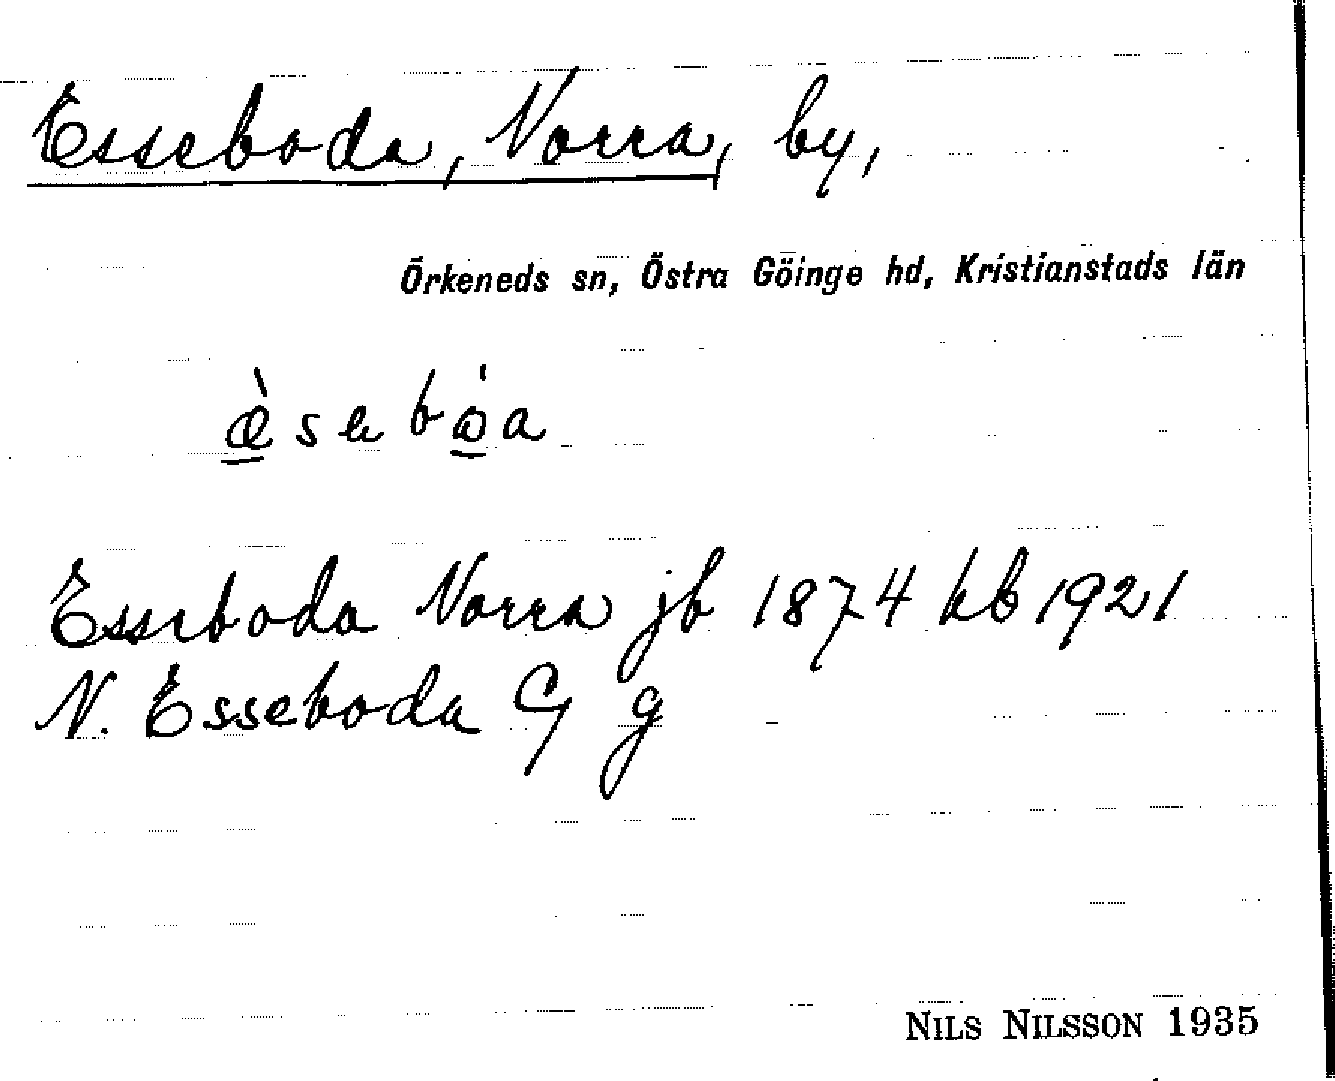 Esseboda, Norra, by,
Örkeneds sn, Östra Göinge hd, Kristianstads län
Esseboda Norra jb 1874 kb 1921
N. Esseboda G g
NILS NILSSON 1935